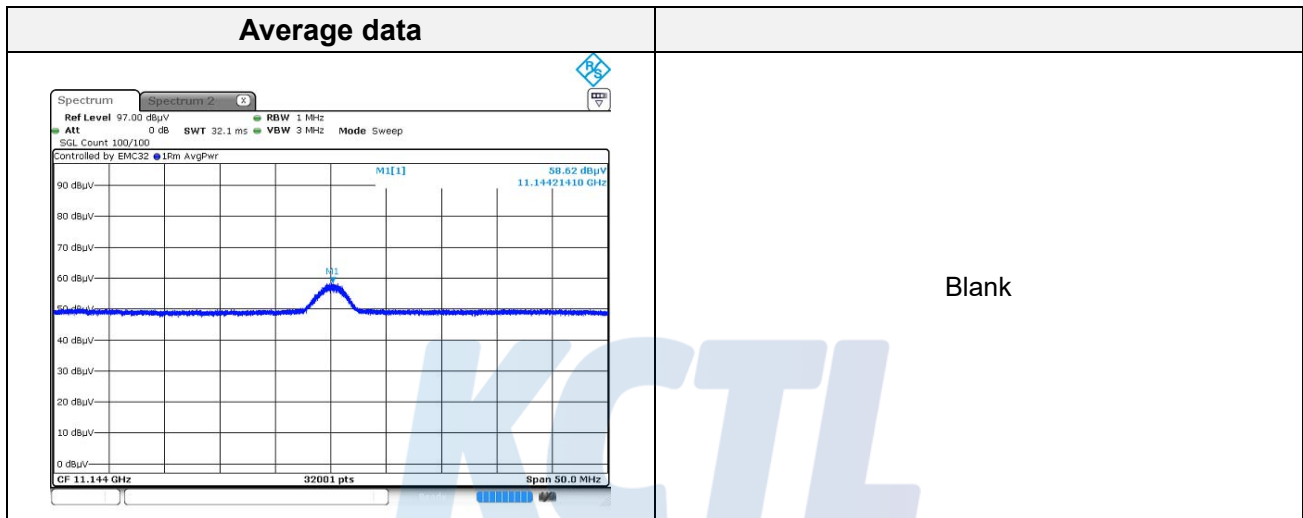 Average data
R&S
Spectrum
Spectrum 2 X
Ref Level 97.00 dBµV RBW 1 MHz
Att 0 dB SWT 32.1 ms VBW 3 MHz Mode Sweep
SGL Count 100/100
Controlled by EMC32 1Rm AvgPwr
M1[1] 58.62 dBµV
11.14421410 GHz
90 dBµV
80 dBµV
70 dBµV
M1
60 dBµV
50 dBµV
40 dBµV
30 dBµV
20 dBµV
10 dBµV
0 dBµV
CF 11.144 GHz 32001 pts Span 50.0 MHz
Blank
KCTL